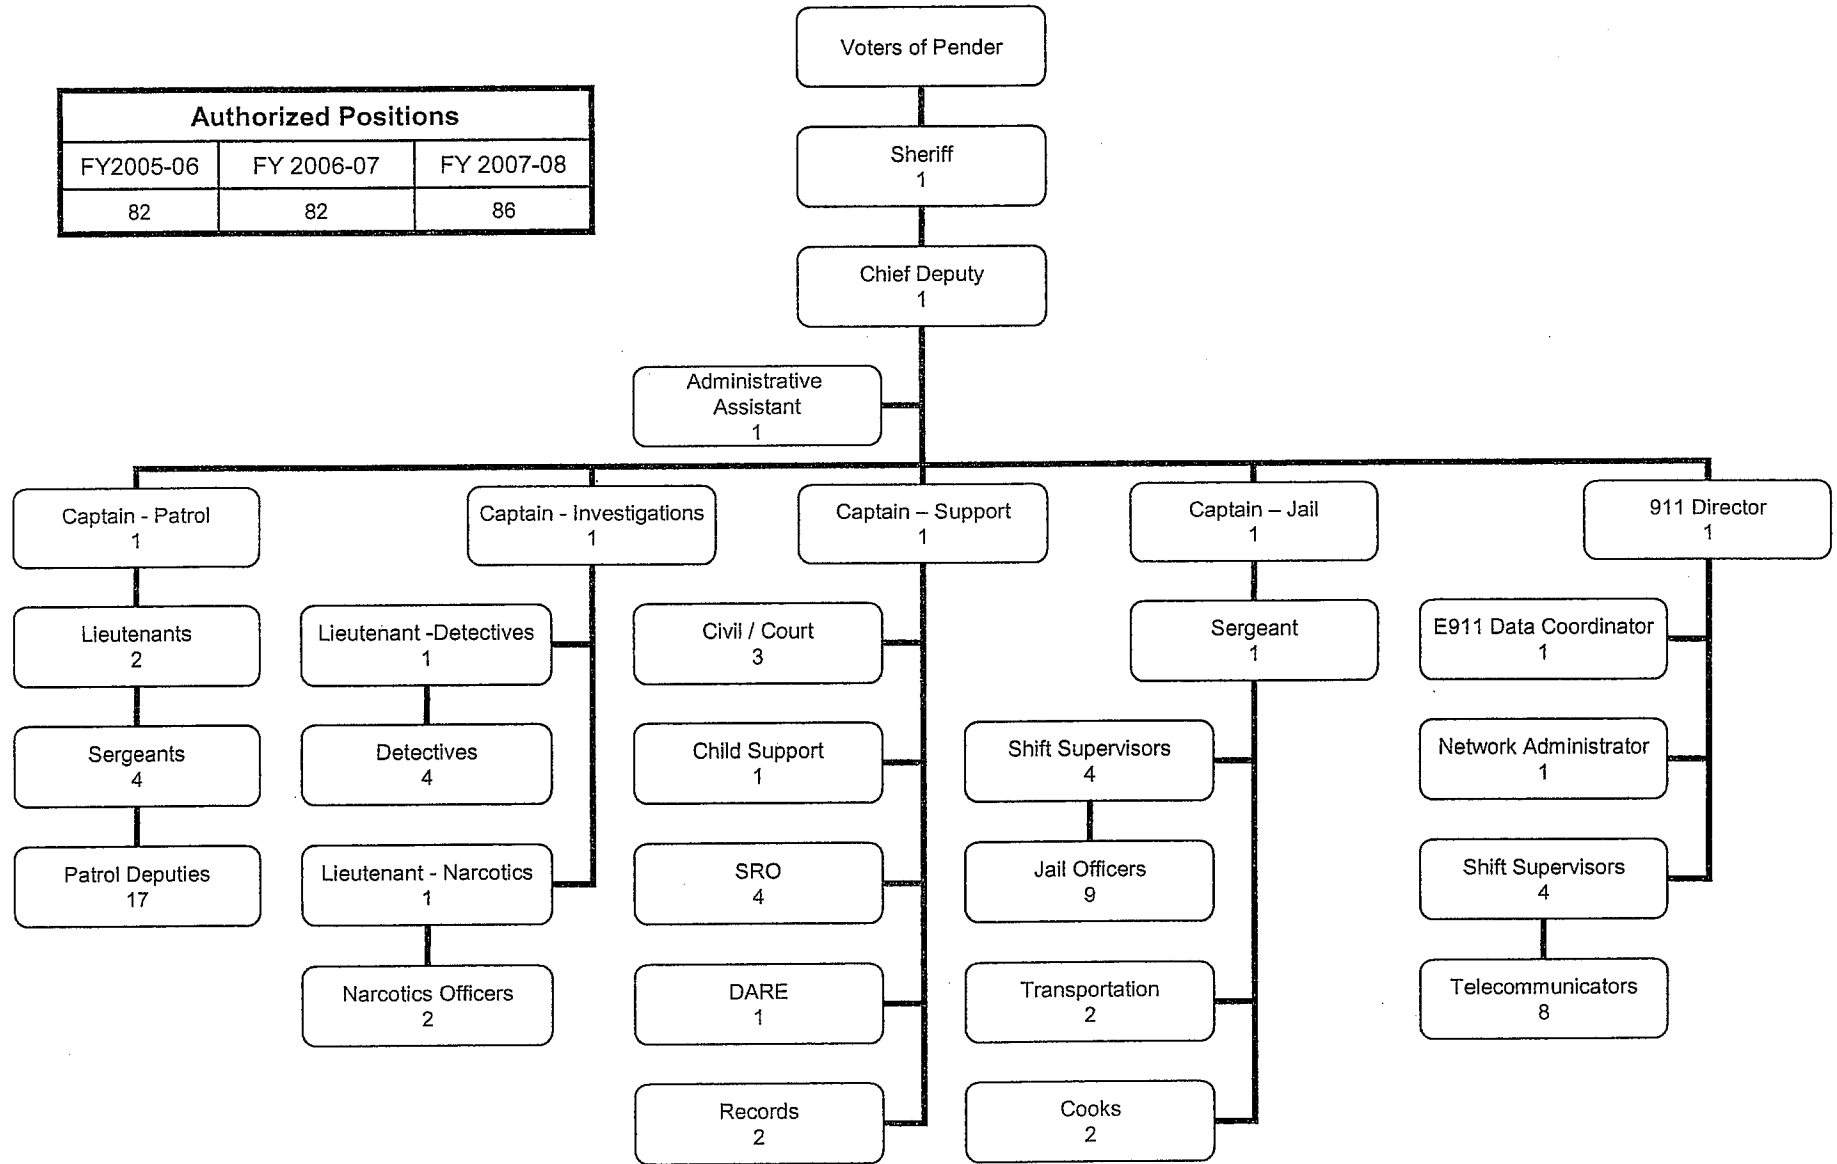 Voters of Pender
Authorized Positions
FY2005-06 FY 2006-07 FY 2007-08
82 82 86
Sheriff
1
Chief Deputy
1
Administrative
Assistant
1
Captain - Patrol
1
Lieutenants
2
Sergeants
4
Patrol Deputies
17
Captain - Investigations
1
Lieutenant -Detectives
1
Detectives
4
Lieutenant - Narcotics
1
Narcotics Officers
2
Captain – Support
1
Civil / Court
3
Child Support
1
SRO
4
DARE
1
Records
2
Captain – Jail
1
Sergeant
1
Shift Supervisors
4
Jail Officers
9
Transportation
2
Cooks
2
911 Director
1
E911 Data Coordinator
1
Network Administrator
1
Shift Supervisors
4
Telecommunicators
8